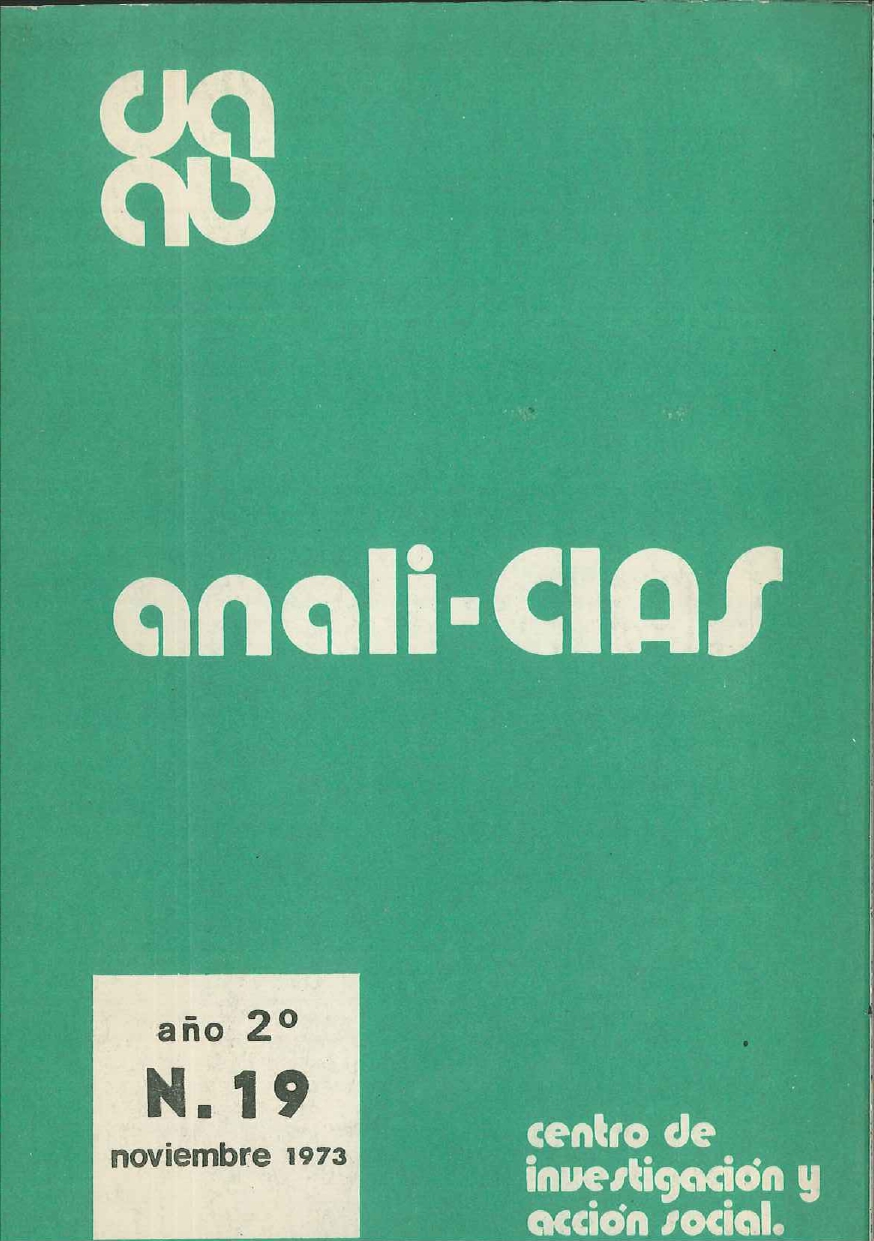 anali-CIAS
año 2º
N. 19
noviembre 1973
centro de
investigación y
acción social.